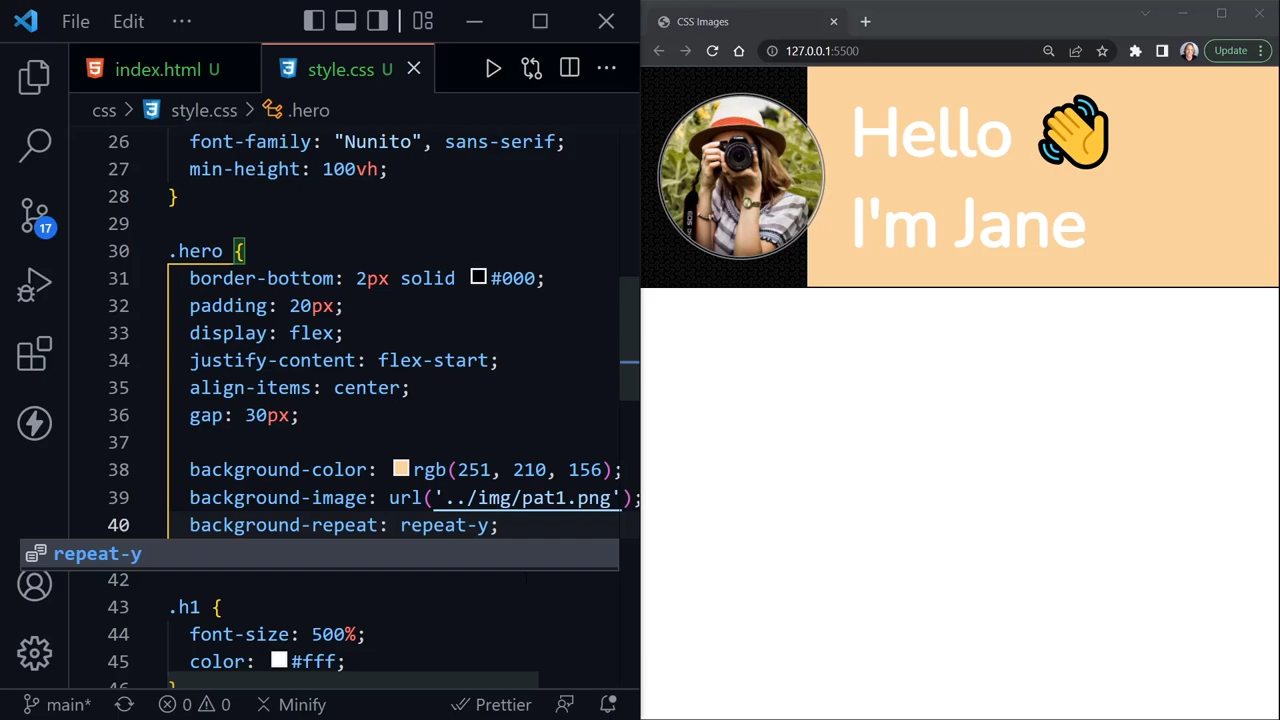 File Edit ...
index.html U
style.css U
css > style.css > .hero
26 font-family: "Nunito", sans-serif;
27 min-height: 100vh;
28 }
29
30 .hero {
31 border-bottom: 2px solid #000;
32 padding: 20px;
33 display: flex;
34 justify-content: flex-start;
35 align-items: center;
36 gap: 30px;
37
38 background-color: rgb(251, 210, 156);
39 background-image: url('../img/pat1.png');
40 background-repeat: repeat-y;
repeat-y
42
43 .h1 {
44 font-size: 500%;
45 color: #fff;
46 }
17
main* 0 0 Minify Prettier
CSS Images
127.0.0.1:5500
Update
Hello
I'm Jane